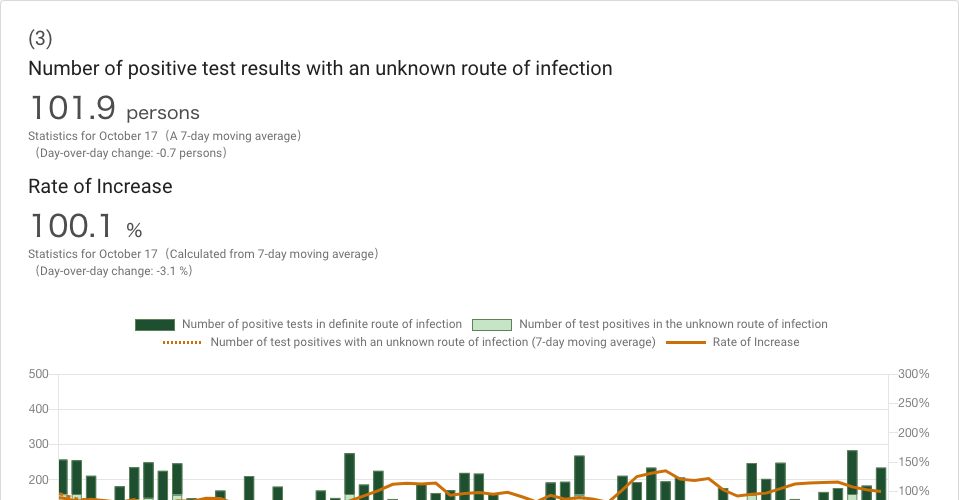 (3)
Number of positive test results with an unknown route of infection
101.9 persons
Statistics for October 17（A 7-day moving average）
（Day-over-day change: -0.7 persons）
Rate of Increase
100.1 %
Statistics for October 17（Calculated from 7-day moving average）
（Day-over-day change: -3.1 %）
Number of positive tests in definite route of infection Number of test positives in the unknown route of infection
Number of test positives with an unknown route of infection (7-day moving average) Rate of Increase
500 300%
400 250%
300 200%
200 150%
100%